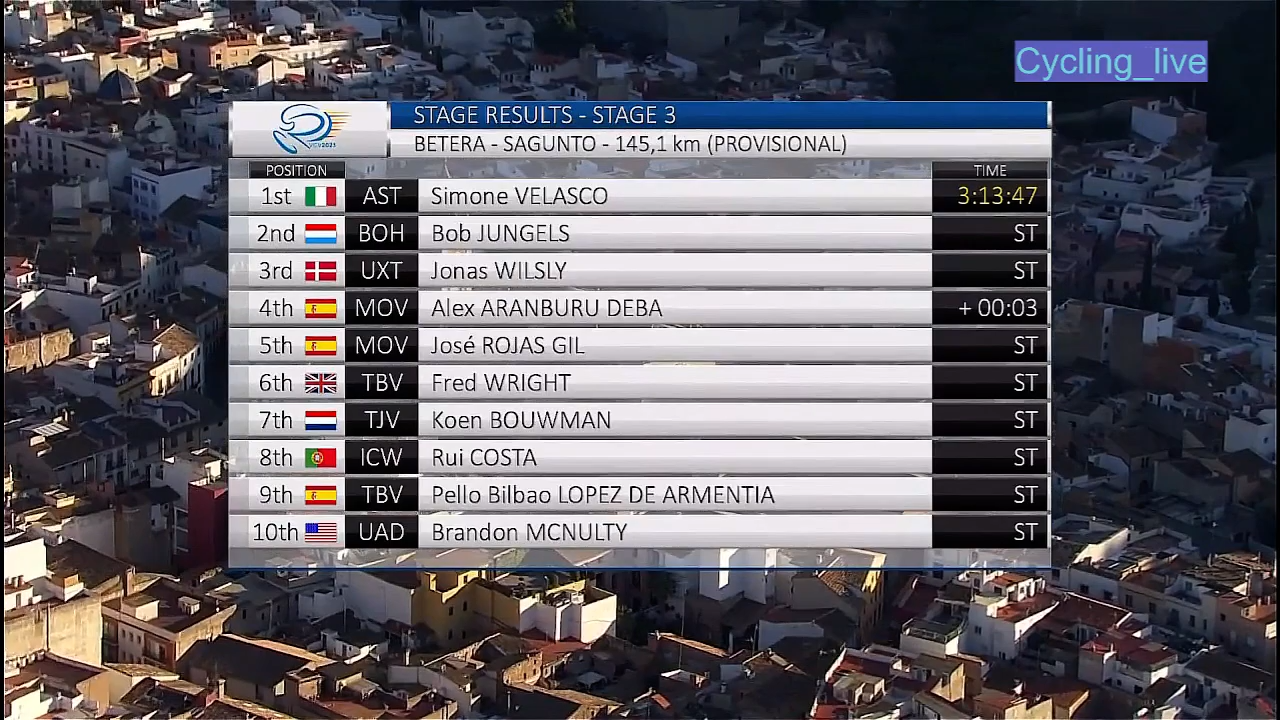 Cycling_live
STAGE RESULTS - STAGE 3
BETERA - SAGUNTO - 145,1 km (PROVISIONAL)
POSITION TIME
1st AST Simone VELASCO 3:13:47
2nd BOH Bob JUNGELS ST
3rd UXT Jonas WILSLY ST
4th MOV Alex ARANBURU DEBA + 00:03
5th MOV José ROJAS GIL ST
6th TBV Fred WRIGHT ST
7th TJV Koen BOUWMAN ST
8th ICW Rui COSTA ST
9th TBV Pello Bilbao LOPEZ DE ARMENTIA ST
10th UAD Brandon MCNULTY ST